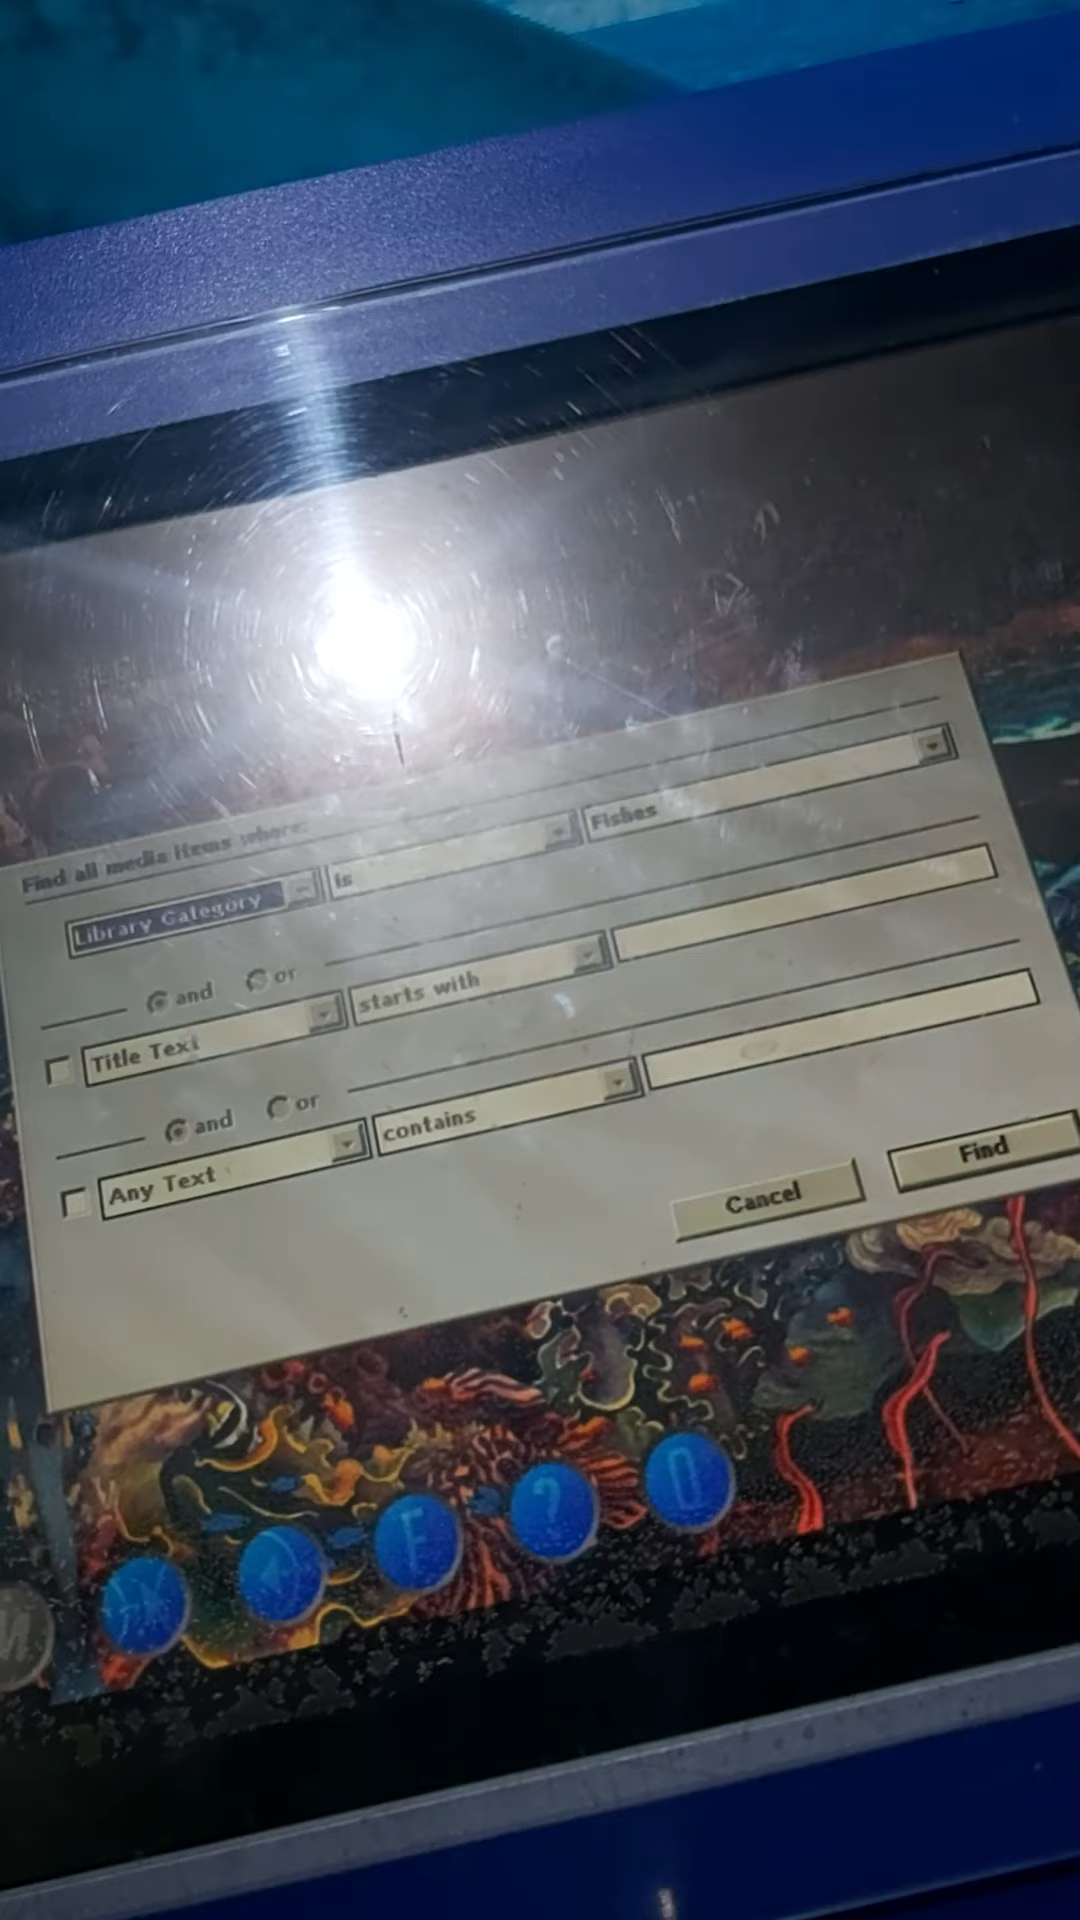 Find all media items where:
Library Category is Fishes
and or
Title Text starts with
and or
Any Text contains
Cancel Find
F ?